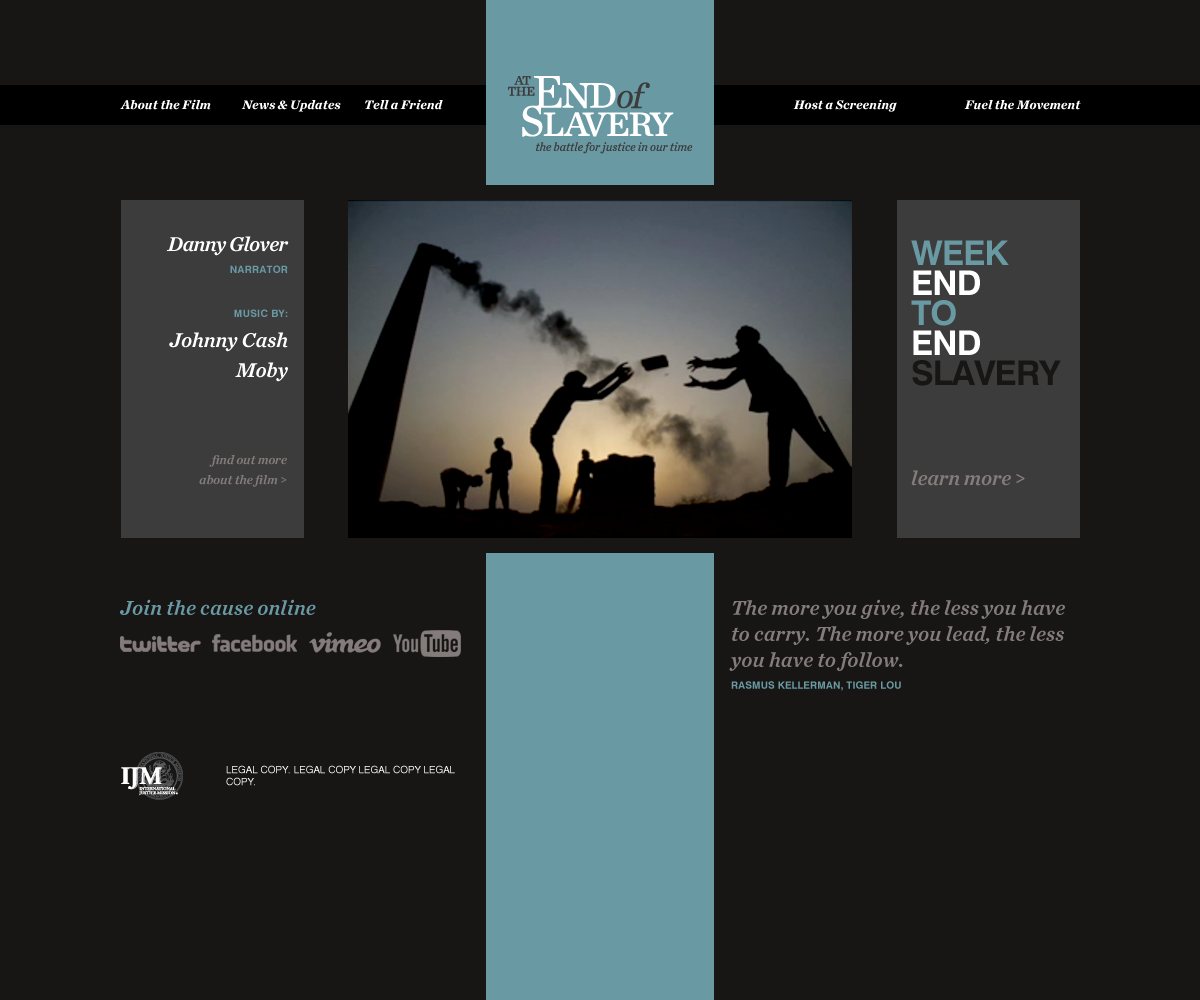 About the Film
News & Updates
Tell a Friend
AT THE END of SLAVERY
the battle for justice in our time
Host a Screening
Fuel the Movement
Danny Glover
NARRATOR
MUSIC BY:
Johnny Cash
Moby
find out more
about the film >
WEEK
END
TO
END
SLAVERY
learn more >
Join the cause online
twitter
facebook
vimeo
YouTube
The more you give, the less you have
to carry. The more you lead, the less
you have to follow.
RASMUS KELLERMAN, TIGER LOU
IJM
INTERNATIONAL
JUSTICE MISSION
LEGAL COPY. LEGAL COPY LEGAL COPY LEGAL
COPY.